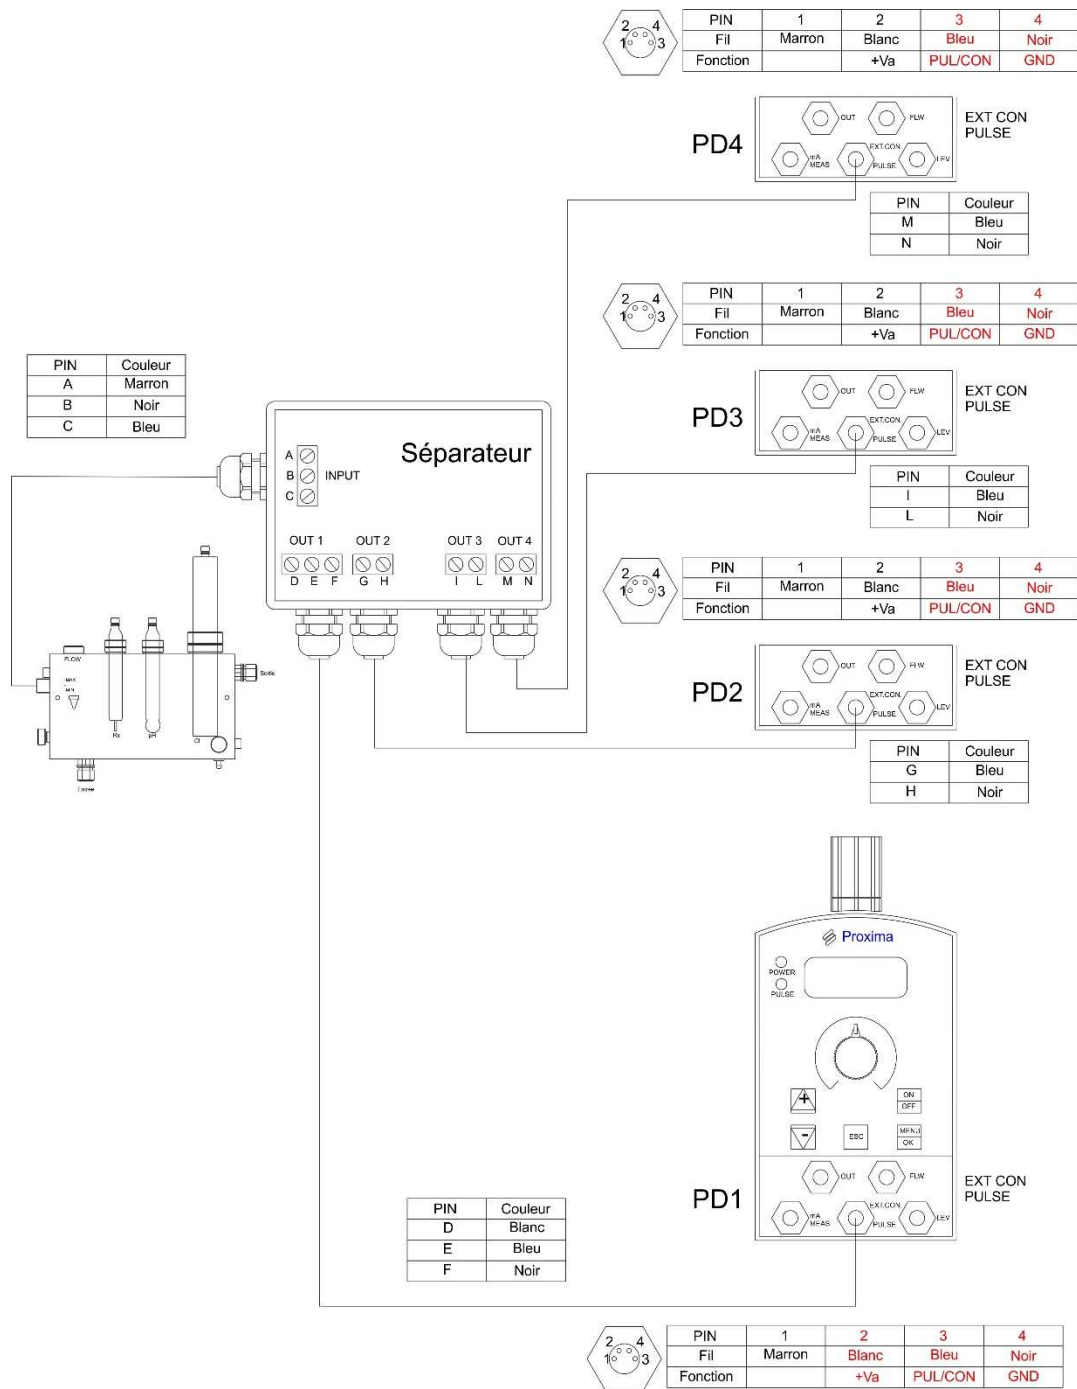 2 4
1 3
PIN 1 2 3 4
Fil Marron Blanc Bleu Noir
Fonction +Va PUL/CON GND
PD4
OUT FLW
mA MEAS EXT.CON PULSE LEV
EXT CON
PULSE
PIN Couleur
M Bleu
N Noir
2 4
1 3
PIN 1 2 3 4
Fil Marron Blanc Bleu Noir
Fonction +Va PUL/CON GND
PD3
OUT FLW
mA MEAS EXT.CON PULSE LEV
EXT CON
PULSE
PIN Couleur
I Bleu
L Noir
PIN Couleur
A Marron
B Noir
C Bleu
Séparateur
A
B INPUT
C
OUT 1 OUT 2 OUT 3 OUT 4
D E F G H I L M N
2 4
1 3
PIN 1 2 3 4
Fil Marron Blanc Bleu Noir
Fonction +Va PUL/CON GND
PD2
OUT FLW
mA MEAS EXT.CON PULSE LEV
EXT CON
PULSE
PIN Couleur
G Bleu
H Noir
FLOW
MAX
MIN
Rx pH Cl
Sortie
Entrée
Proxima
POWER
PULSE
+ ON
OFF
- ESC MENU
OK
PD1
OUT FLW
mA MEAS EXT.CON PULSE LEV
EXT CON
PULSE
PIN Couleur
D Blanc
E Bleu
F Noir
2 4
1 3
PIN 1 2 3 4
Fil Marron Blanc Bleu Noir
Fonction +Va PUL/CON GND